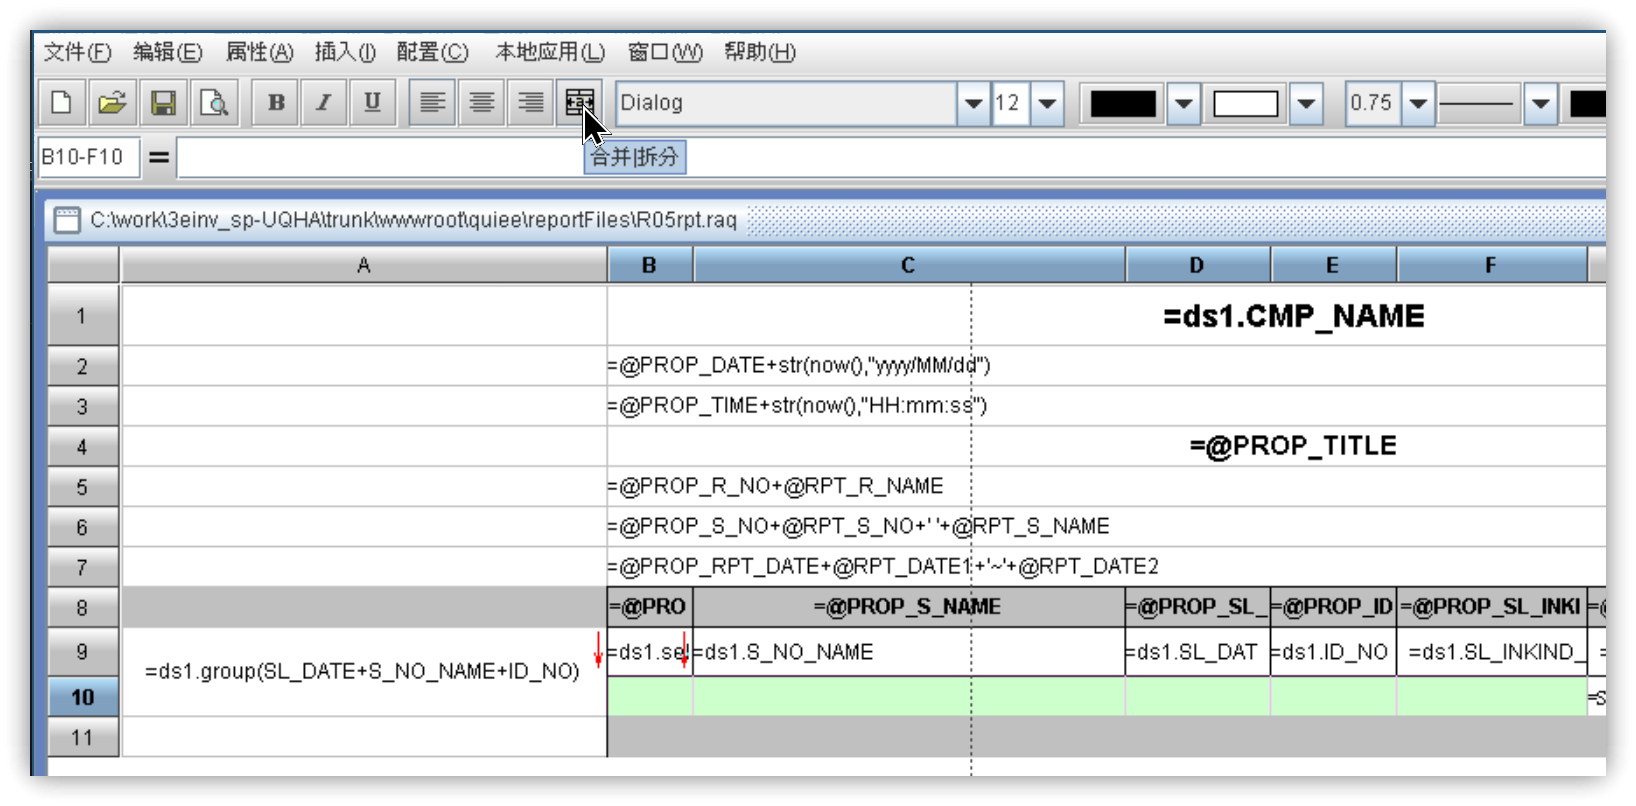 文件(F) 编辑(E) 属性(A) 插入(I) 配置(C) 本地应用(L) 窗口(W) 帮助(H)
B I U Dialog 12 0.75
B10-F10 = 合并|拆分
C:\work\3einv_sp-UQHA\trunk\wwwroot\quiee\reportFiles\R05rpt.raq
A B C D E F
1 =ds1.CMP_NAME
2 =@PROP_DATE+str(now(),"yyyy/MM/dd")
3 =@PROP_TIME+str(now(),"HH:mm:ss")
4 =@PROP_TITLE
5 =@PROP_R_NO+@RPT_R_NAME
6 =@PROP_S_NO+@RPT_S_NO+' '+@RPT_S_NAME
7 =@PROP_RPT_DATE+@RPT_DATE1+'~'+@RPT_DATE2
8 =@PRO =@PROP_S_NAME =@PROP_SL_ =@PROP_ID =@PROP_SL_INKI
9 =ds1.se =ds1.S_NO_NAME =ds1.SL_DAT =ds1.ID_NO =ds1.SL_INKIND_
=ds1.group(SL_DATE+S_NO_NAME+ID_NO)
10
11